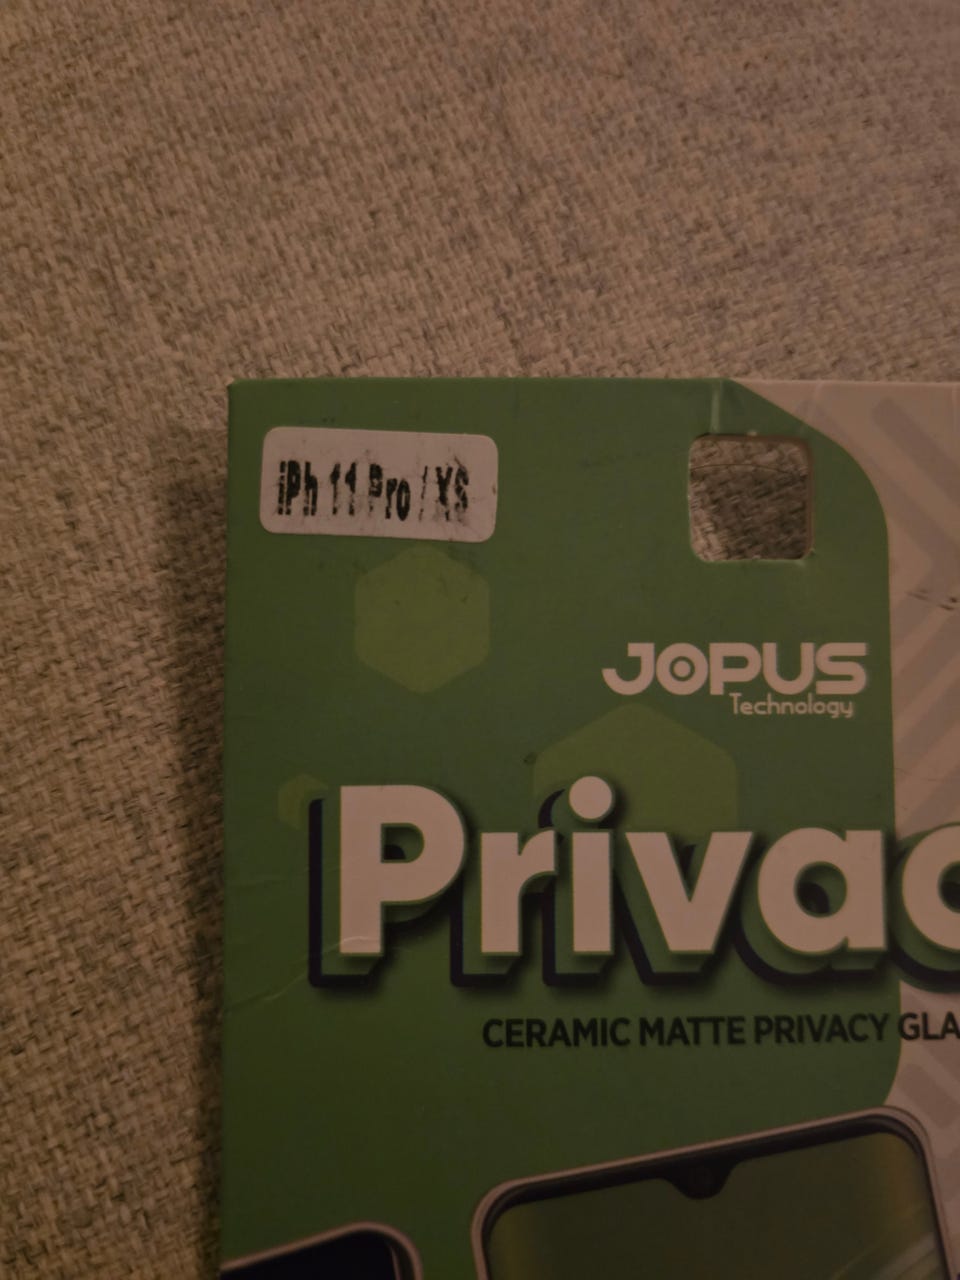 iPh 11 Pro / XS
JOPUS
Technology
Privac
CERAMIC MATTE PRIVACY GLA